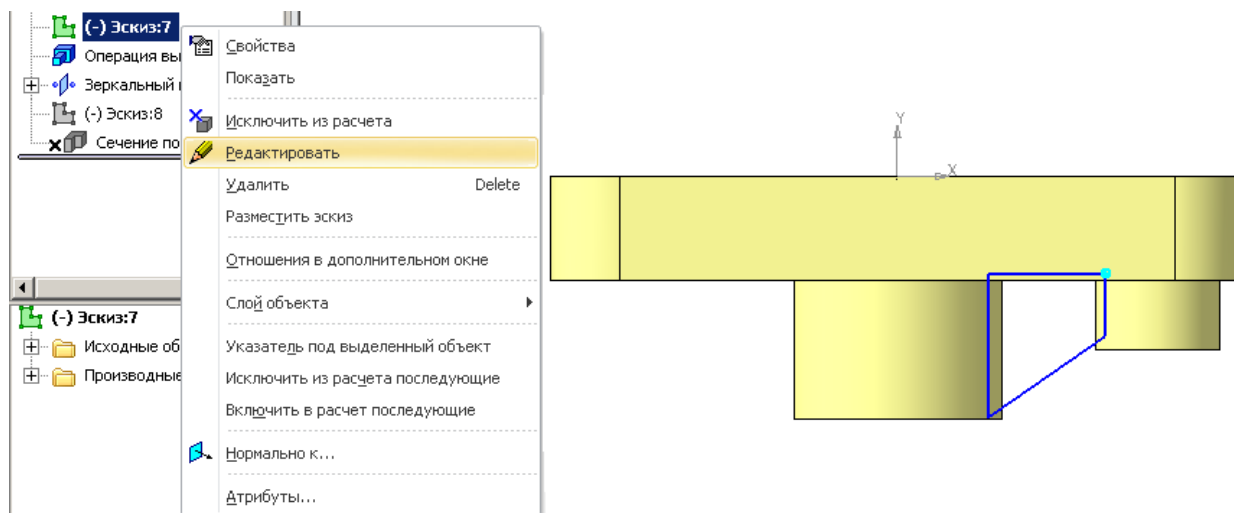 (-) Эскиз:7
Операция вы
Зеркальный
(-) Эскиз:8
Сечение по
Свойства
Показать
Исключить из расчета
Редактировать
Удалить Delete
Разместить эскиз
Отношения в дополнительном окне
Слой объекта
Указатель под выделенный объект
Исключить из расчета последующие
Включить в расчет последующие
Нормально к...
Атрибуты...
(-) Эскиз:7
Исходные об
Производные
Y
X